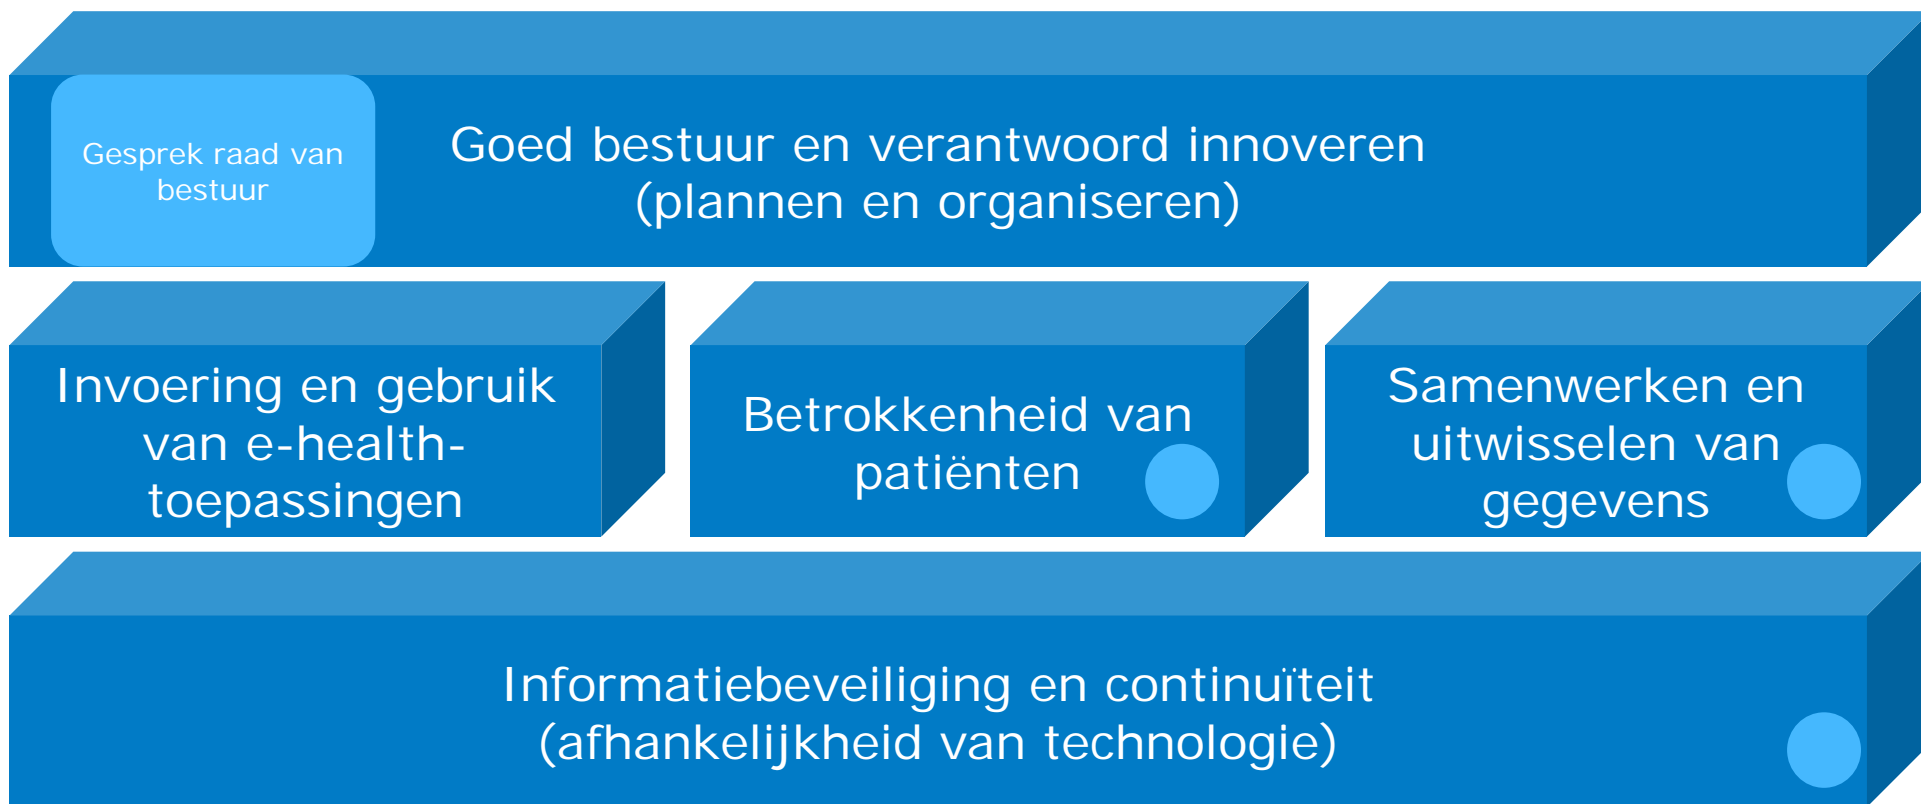 Gesprek raad van
bestuur
Goed bestuur en verantwoord innoveren
(plannen en organiseren)
Invoering en gebruik
van e-health-
toepassingen
Betrokkenheid van
patiënten
Samenwerken en
uitwisselen van
gegevens
Informatiebeveiliging en continuïteit
(afhankelijkheid van technologie)